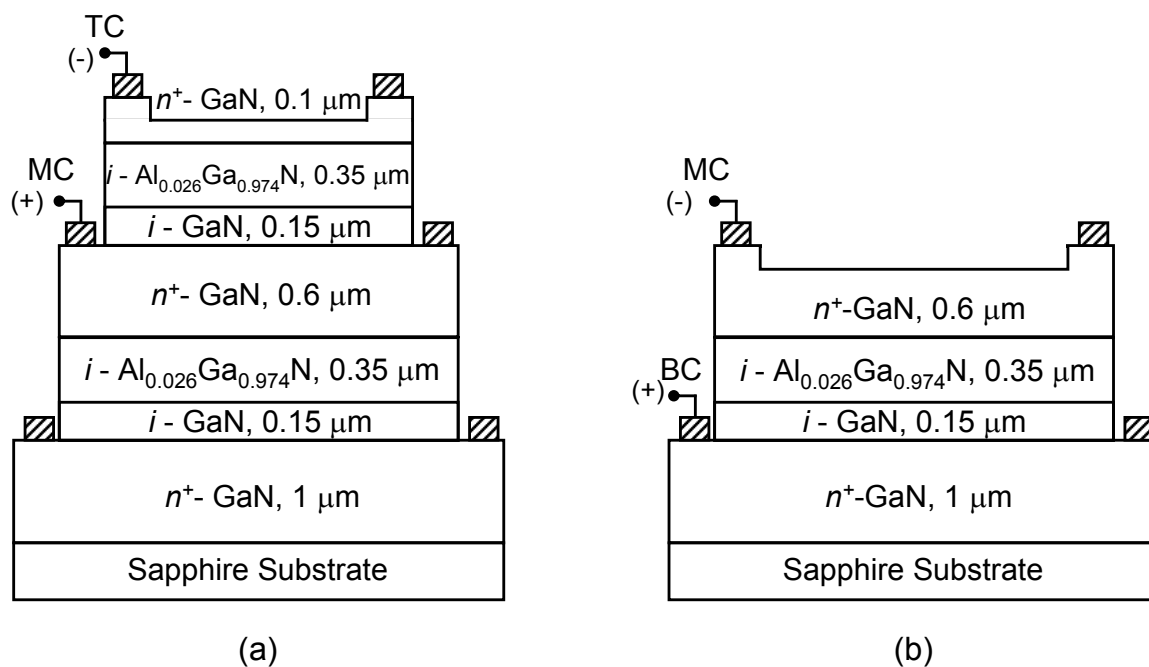 TC
(-)
n⁺- GaN, 0.1 μm
MC
(+)
i - Al₀.₀₂₆Ga₀.₉₇₄N, 0.35 μm
i - GaN, 0.15 μm
n⁺- GaN, 0.6 μm
i - Al₀.₀₂₆Ga₀.₉₇₄N, 0.35 μm
i - GaN, 0.15 μm
n⁺- GaN, 1 μm
Sapphire Substrate
(a)
MC
(-)
n⁺-GaN, 0.6 μm
BC
(+)
i - Al₀.₀₂₆Ga₀.₉₇₄N, 0.35 μm
i - GaN, 0.15 μm
n⁺-GaN, 1 μm
Sapphire Substrate
(b)